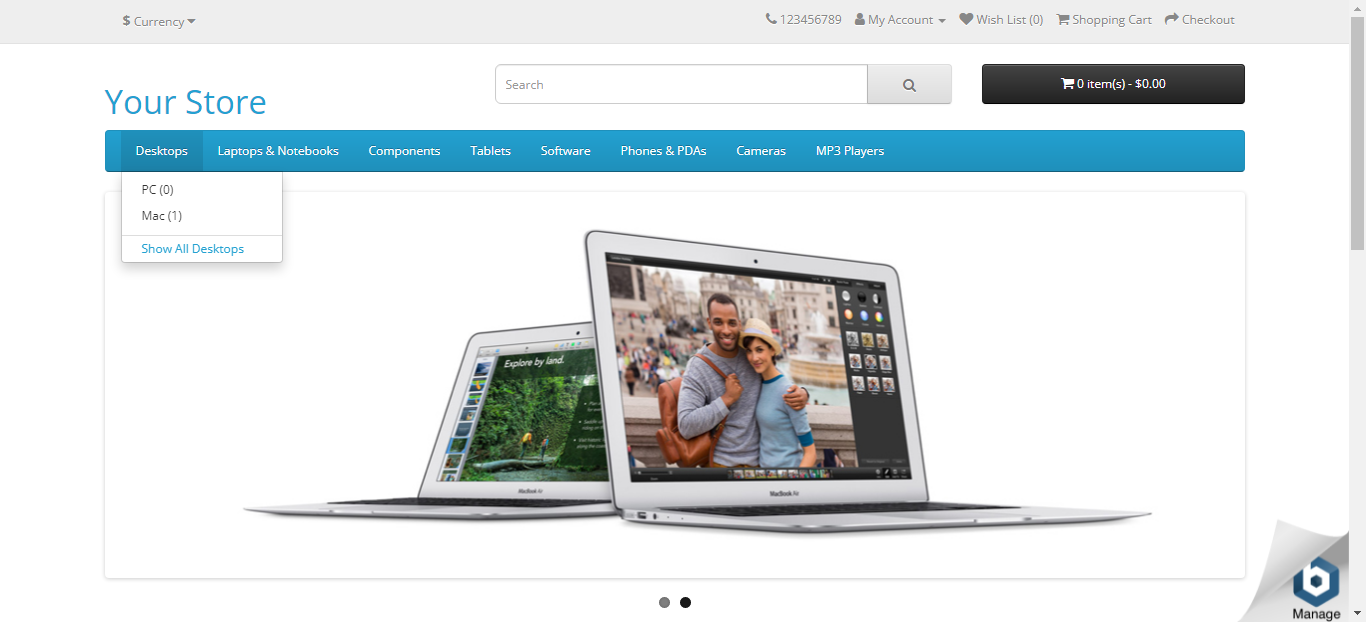 $ Currency
123456789 My Account Wish List (0) Shopping Cart Checkout
Your Store
Search
0 item(s) - $0.00
Desktops Laptops & Notebooks Components Tablets Software Phones & PDAs Cameras MP3 Players
PC (0)
Mac (1)
Show All Desktops
Explore by land.
MacBook Air
MacBook Air
b
Manage